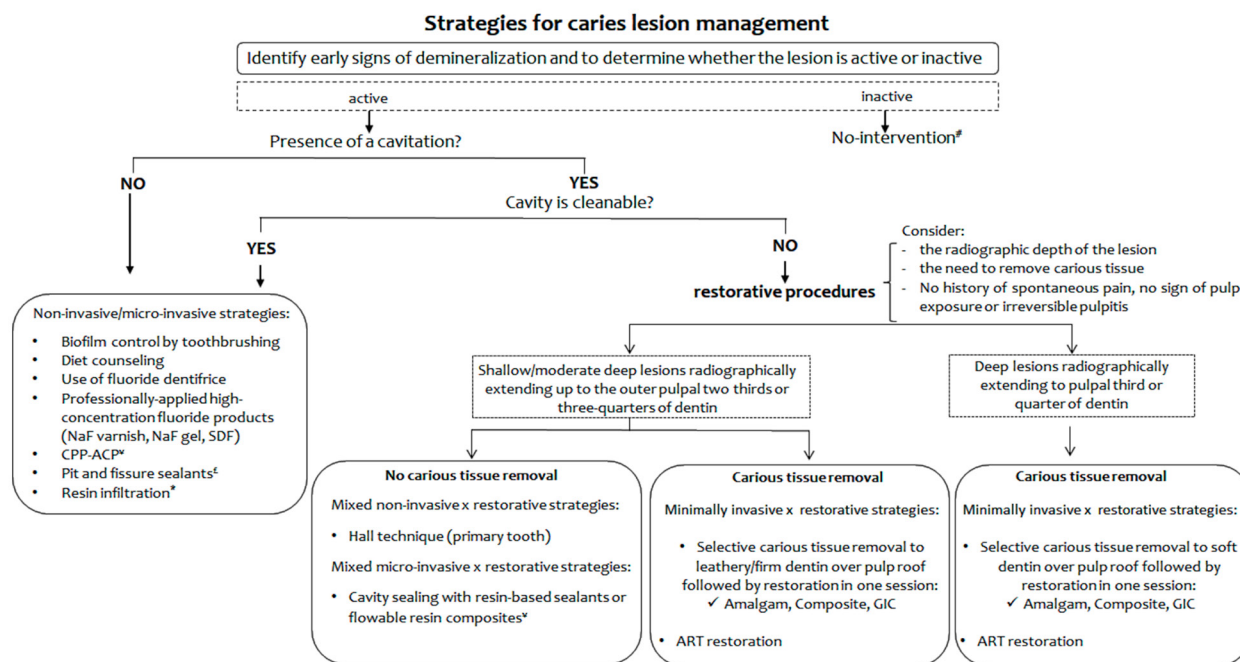 Strategies for caries lesion management
Identify early signs of demineralization and to determine whether the lesion is active or inactive
active
inactive
Presence of a cavitation?
No-intervention#
NO
YES
Cavity is cleanable?
YES
NO
restorative procedures
Consider:
- the radiographic depth of the lesion
- the need to remove carious tissue
- No history of spontaneous pain, no sign of pulp
exposure or irreversible pulpitis
Non-invasive/micro-invasive strategies:
• Biofilm control by toothbrushing
• Diet counseling
• Use of fluoride dentifrice
• Professionally-applied high-
concentration fluoride products
(NaF varnish, NaF gel, SDF)
• CPP-ACP¥
• Pit and fissure sealants£
• Resin infiltration*
Shallow/moderate deep lesions radiographically
extending up to the outer pulpal two thirds or
three-quarters of dentin
Deep lesions radiographically
extending to pulpal third or
quarter of dentin
No carious tissue removal
Mixed non-invasive x restorative strategies:
• Hall technique (primary tooth)
Mixed micro-invasive x restorative strategies:
• Cavity sealing with resin-based sealants or
flowable resin composites¥
Carious tissue removal
Minimally invasive x restorative strategies:
• Selective carious tissue removal to
leathery/firm dentin over pulp roof
followed by restoration in one session:
✓ Amalgam, Composite, GIC
• ART restoration
Carious tissue removal
Minimally invasive x restorative strategies:
• Selective carious tissue removal to soft
dentin over pulp roof followed by
restoration in one session:
✓ Amalgam, Composite, GIC
• ART restoration